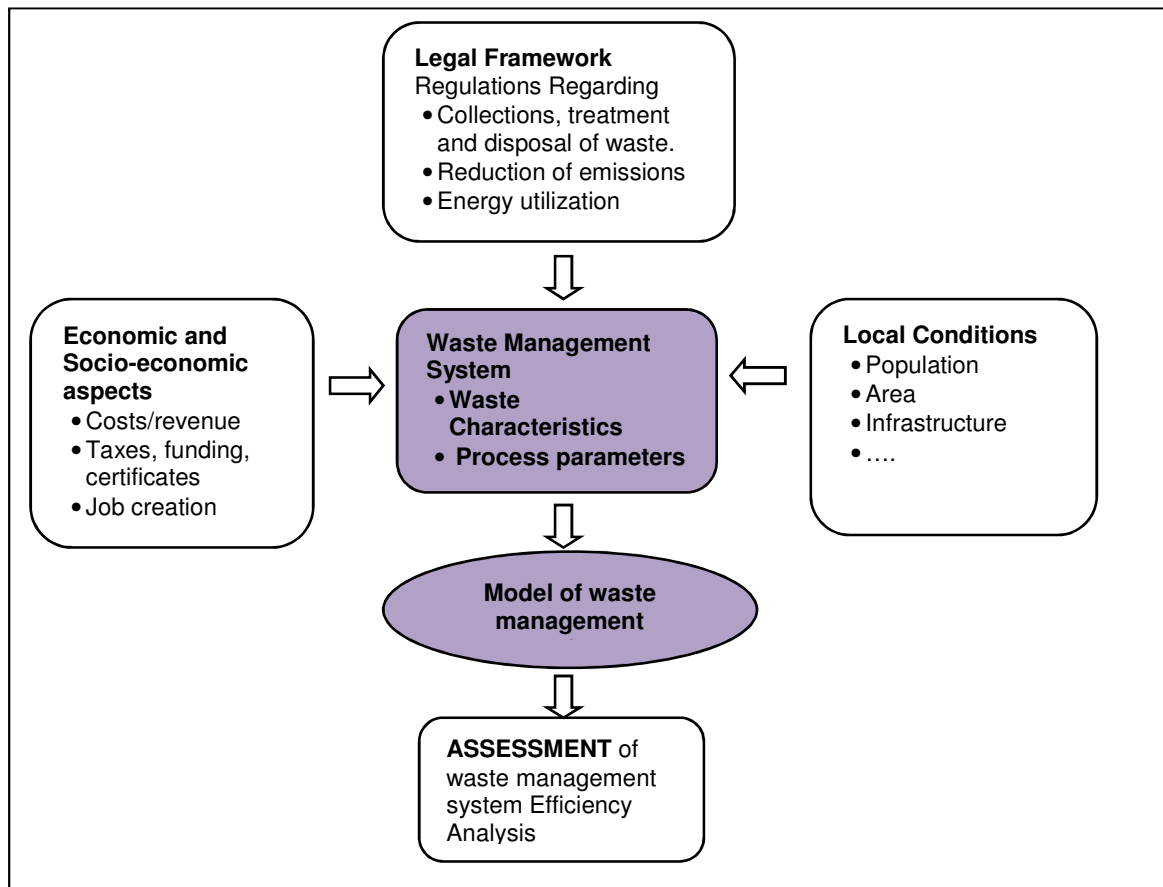 Legal Framework
Regulations Regarding
• Collections, treatment
and disposal of waste.
• Reduction of emissions
• Energy utilization
Economic and
Socio-economic
aspects
• Costs/revenue
• Taxes, funding,
certificates
• Job creation
Waste Management
System
• Waste
Characteristics
• Process parameters
Local Conditions
• Population
• Area
• Infrastructure
• ….
Model of waste
management
ASSESSMENT of
waste management
system Efficiency
Analysis